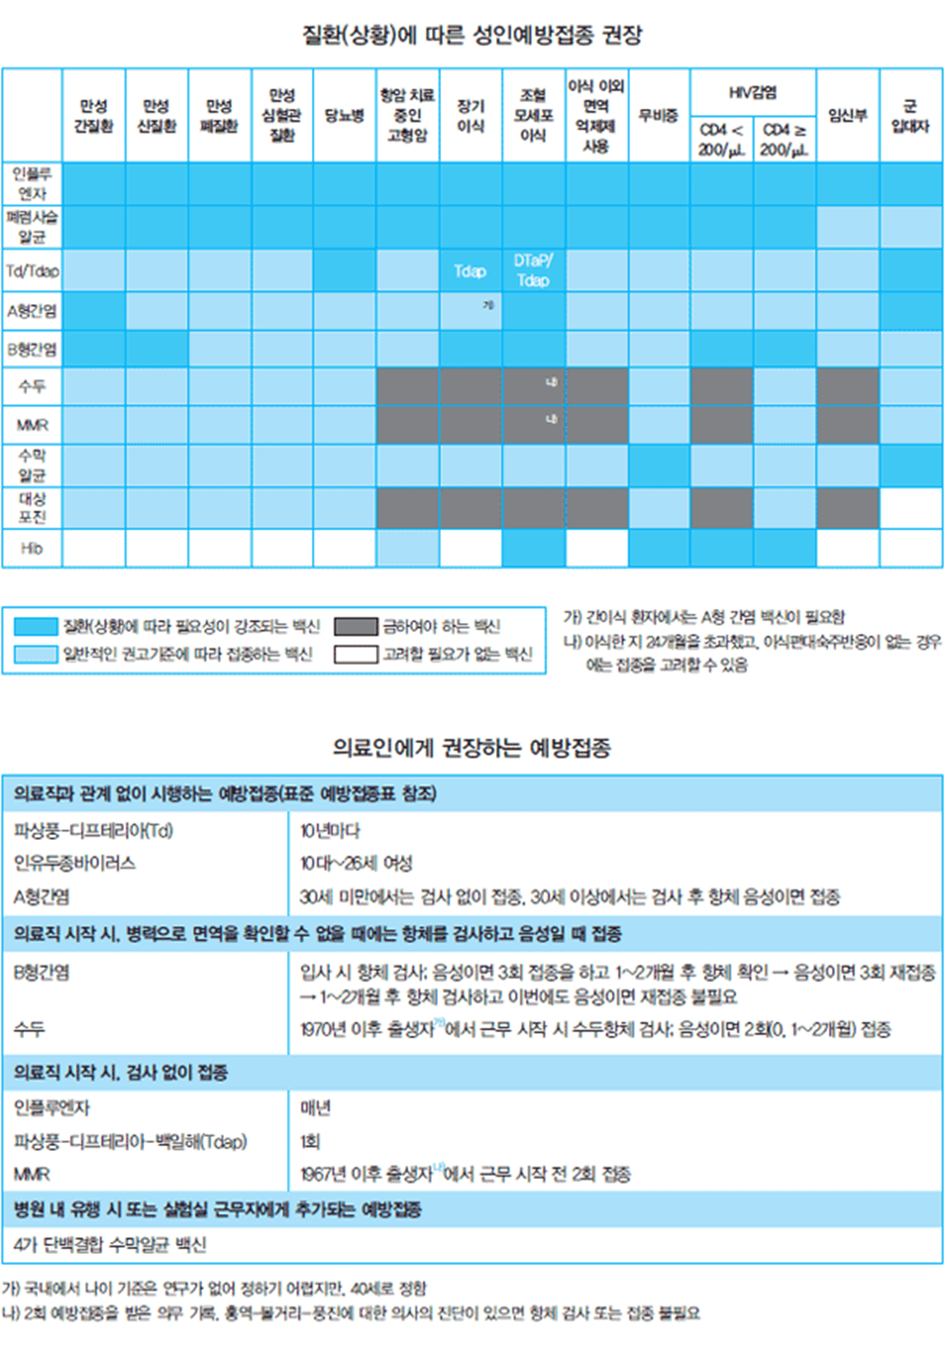 질환(상황)에 따른 성인예방접종 권장
만성
간질환
만성
신질환
만성
폐질환
만성
심혈관
질환
당뇨병
항암 치료
중인
고형암
장기
이식
조혈
모세포
이식
이식 이외
면역
억제제
사용
무비증
HIV감염
CD4 <
200/μL
CD4 ≥
200/μL
임신부
군
입대자
인플루
엔자
폐렴사슬
알균
Td/Tdap
Tdap
DTaP/
Tdap
A형간염
가)
B형간염
수두
나)
MMR
나)
수막
알균
대상
포진
Hib
질환(상황)에 따라 필요성이 강조되는 백신
금하여야 하는 백신
일반적인 권고기준에 따라 접종하는 백신
고려할 필요가 없는 백신
가) 간이식 환자에서는 A형 간염 백신이 필요함
나) 이식한 지 24개월을 초과했고, 이식편대숙주반응이 없는 경우
에는 접종을 고려할 수 있음
의료인에게 권장하는 예방접종
의료직과 관계 없이 시행하는 예방접종(표준 예방접종표 참조)
파상풍-디프테리아(Td) 10년마다
인유두종바이러스 10대~26세 여성
A형간염 30세 미만에서는 검사 없이 접종, 30세 이상에서는 검사 후 항체 음성이면 접종
의료직 시작 시, 병력으로 면역을 확인할 수 없을 때에는 항체를 검사하고 음성일 때 접종
B형간염 입사 시 항체 검사; 음성이면 3회 접종을 하고 1~2개월 후 항체 확인 → 음성이면 3회 재접종
→ 1~2개월 후 항체 검사하고 이번에도 음성이면 재접종 불필요
수두 1970년 이후 출생자가)에서 근무 시작 시 수두항체 검사; 음성이면 2회(0, 1~2개월) 접종
의료직 시작 시, 검사 없이 접종
인플루엔자 매년
파상풍-디프테리아-백일해(Tdap) 1회
MMR 1967년 이후 출생자나)에서 근무 시작 전 2회 접종
병원 내 유행 시 또는 실험실 근무자에게 추가되는 예방접종
4가 단백결합 수막알균 백신
가) 국내에서 나이 기준은 연구가 없어 정하기 어렵지만, 40세로 정함
나) 2회 예방접종을 받은 의무 기록, 홍역-볼거리-풍진에 대한 의사의 진단이 있으면 항체 검사 또는 접종 불필요